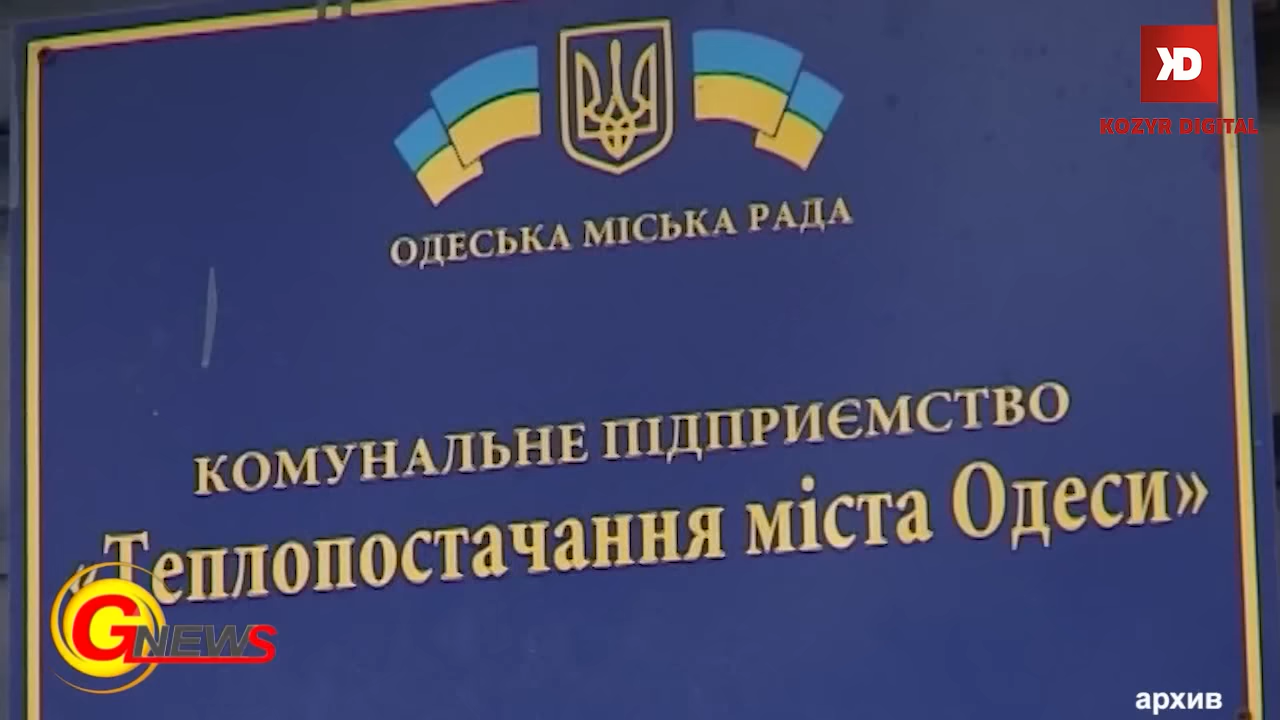 KD
KOZYR DIGITAL
ОДЕСЬКА МІСЬКА РАДА
КОМУНАЛЬНЕ ПІДПРИЄМСТВО
«Теплопостачання міста Одеси»
GNEWS
архив